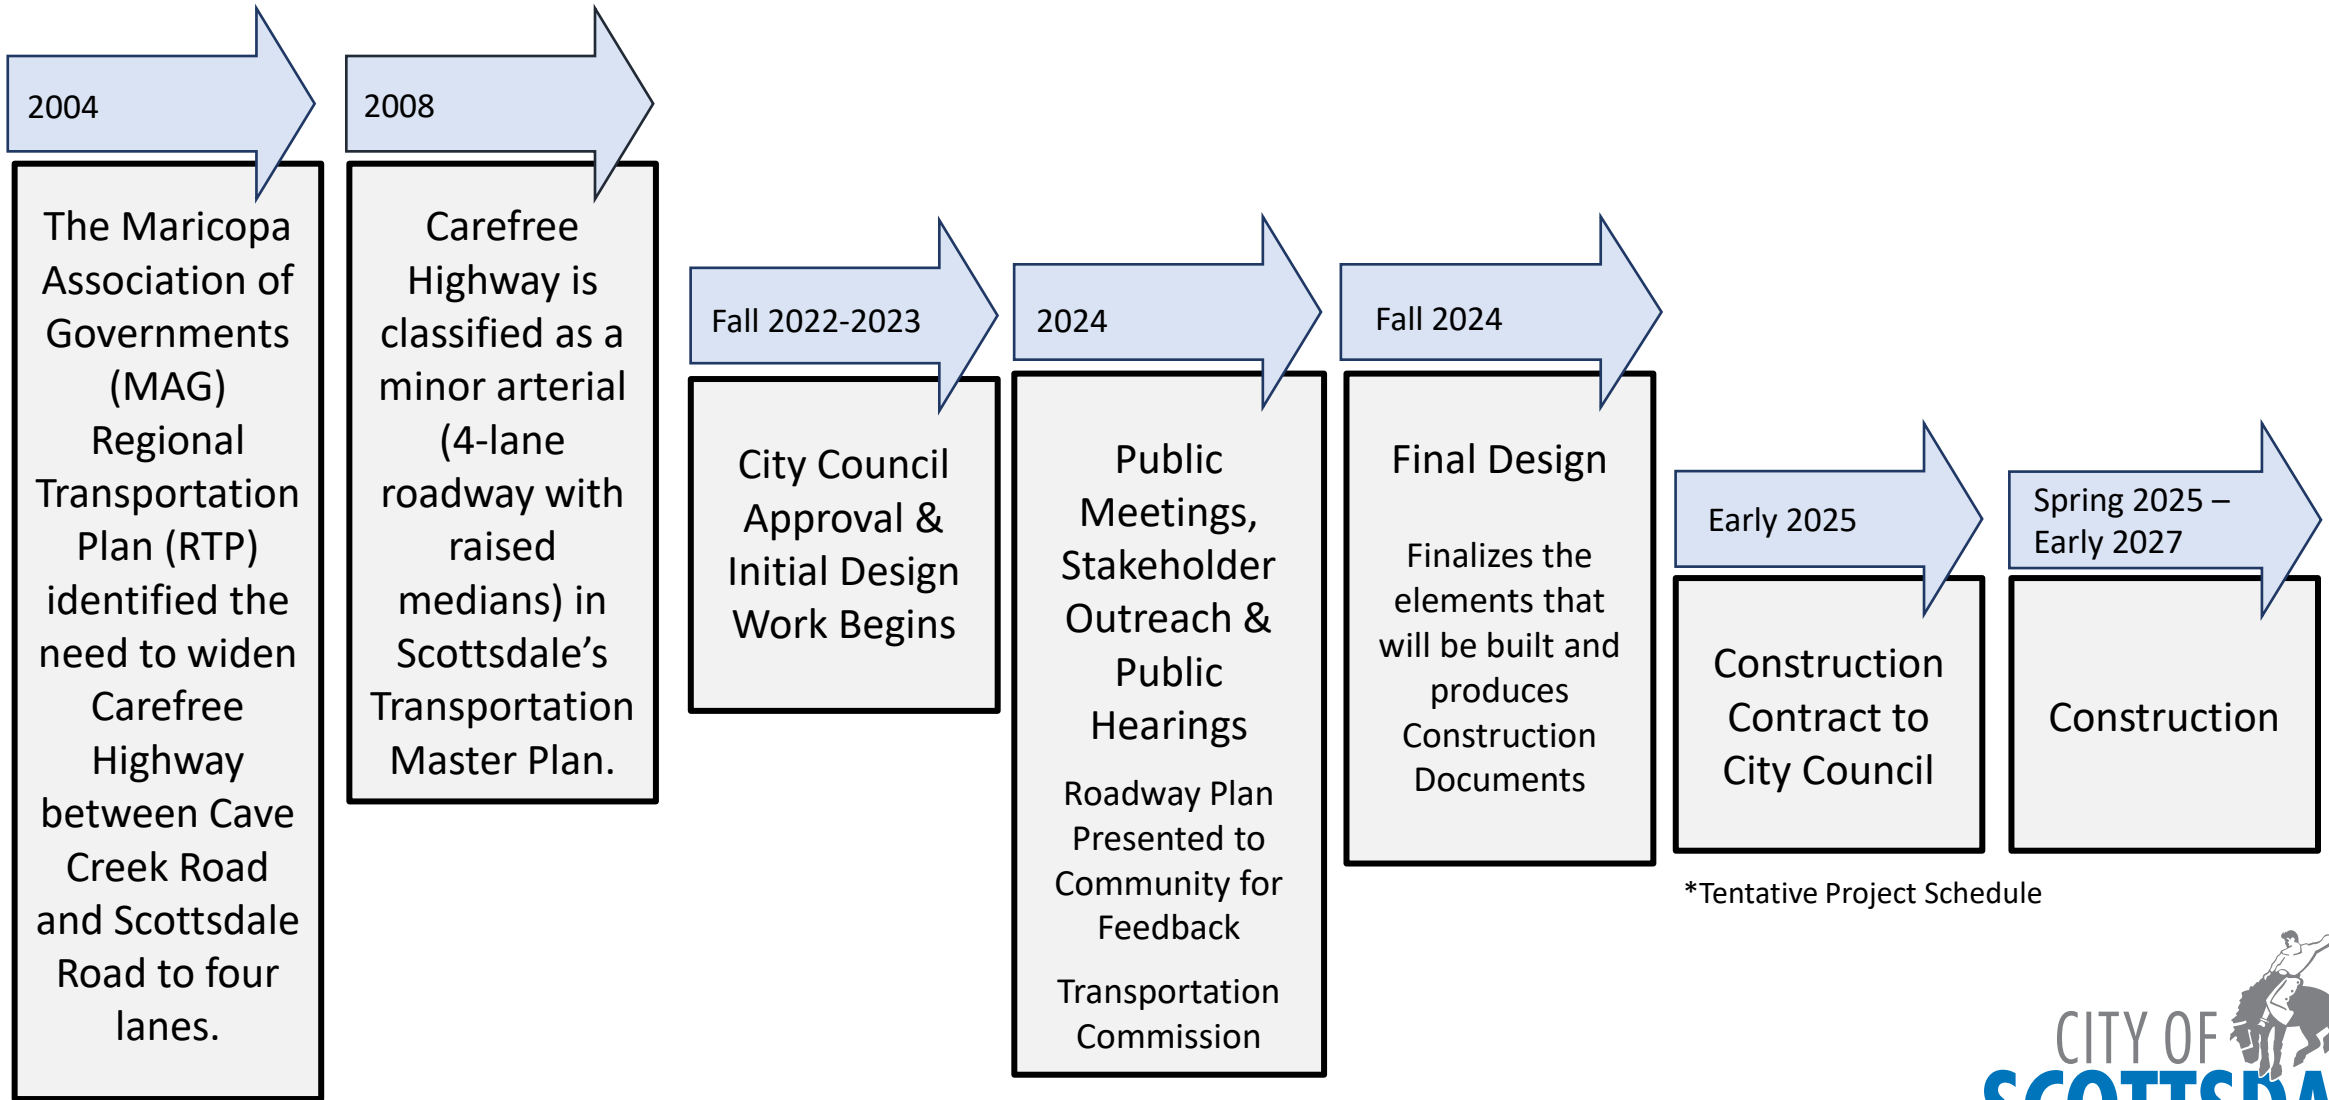 2004
The Maricopa
Association of
Governments
(MAG)
Regional
Transportation
Plan (RTP)
identified the
need to widen
Carefree
Highway
between Cave
Creek Road
and Scottsdale
Road to four
lanes.
2008
Carefree
Highway is
classified as a
minor arterial
(4-lane
roadway with
raised
medians) in
Scottsdale’s
Transportation
Master Plan.
Fall 2022-2023
City Council
Approval &
Initial Design
Work Begins
2024
Public
Meetings,
Stakeholder
Outreach &
Public
Hearings
Roadway Plan
Presented to
Community for
Feedback
Transportation
Commission
Fall 2024
Final Design
Finalizes the
elements that
will be built and
produces
Construction
Documents
Early 2025
Construction
Contract to
City Council
Spring 2025 –
Early 2027
Construction
*Tentative Project Schedule
CITY OF
SCOTTSDA